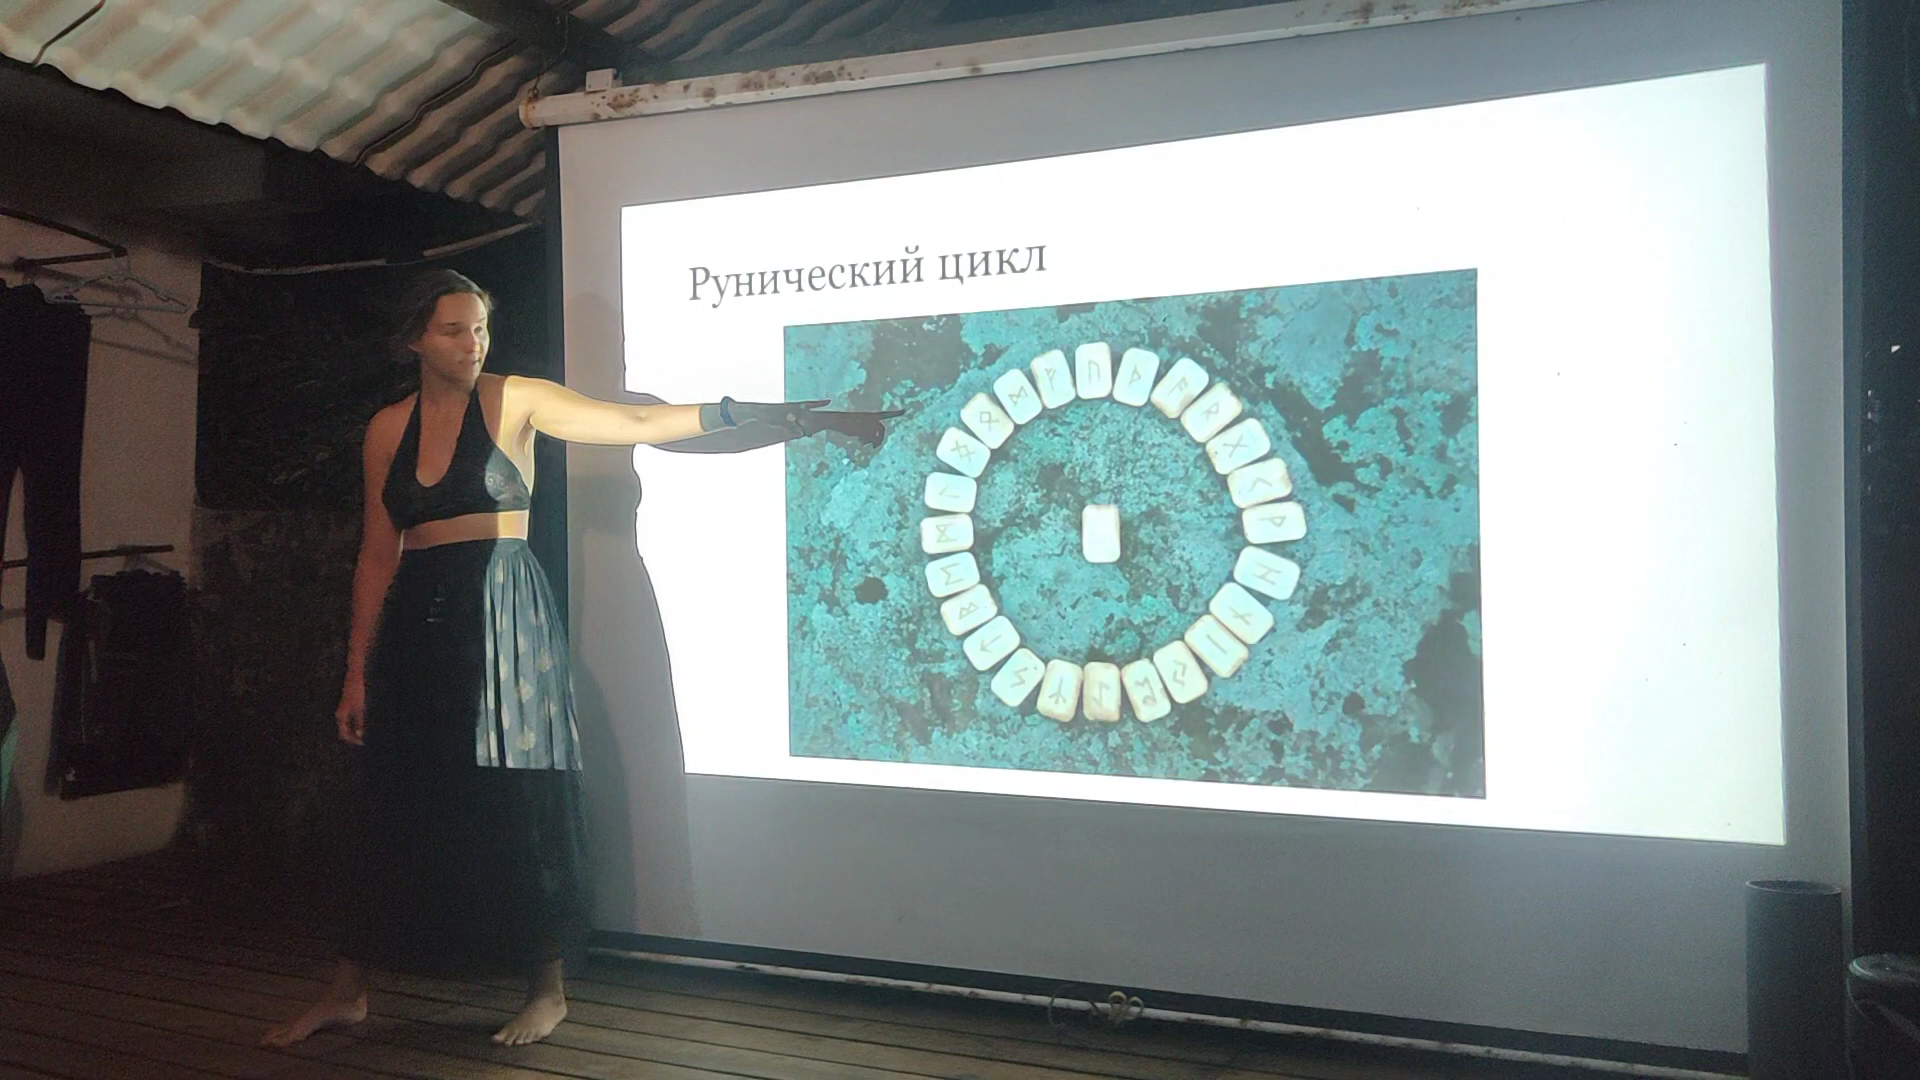 Рунический цикл
ᚠ ᚢ ᚦ ᚨ ᚱ ᚷ ᚲ ᚹ ᚺ ᚾ ᛁ ᛃ ᛈ ᛇ ᛉ ᛊ ᛏ ᛒ ᛖ ᛗ ᛚ ᛝ ᛟ ᛞ